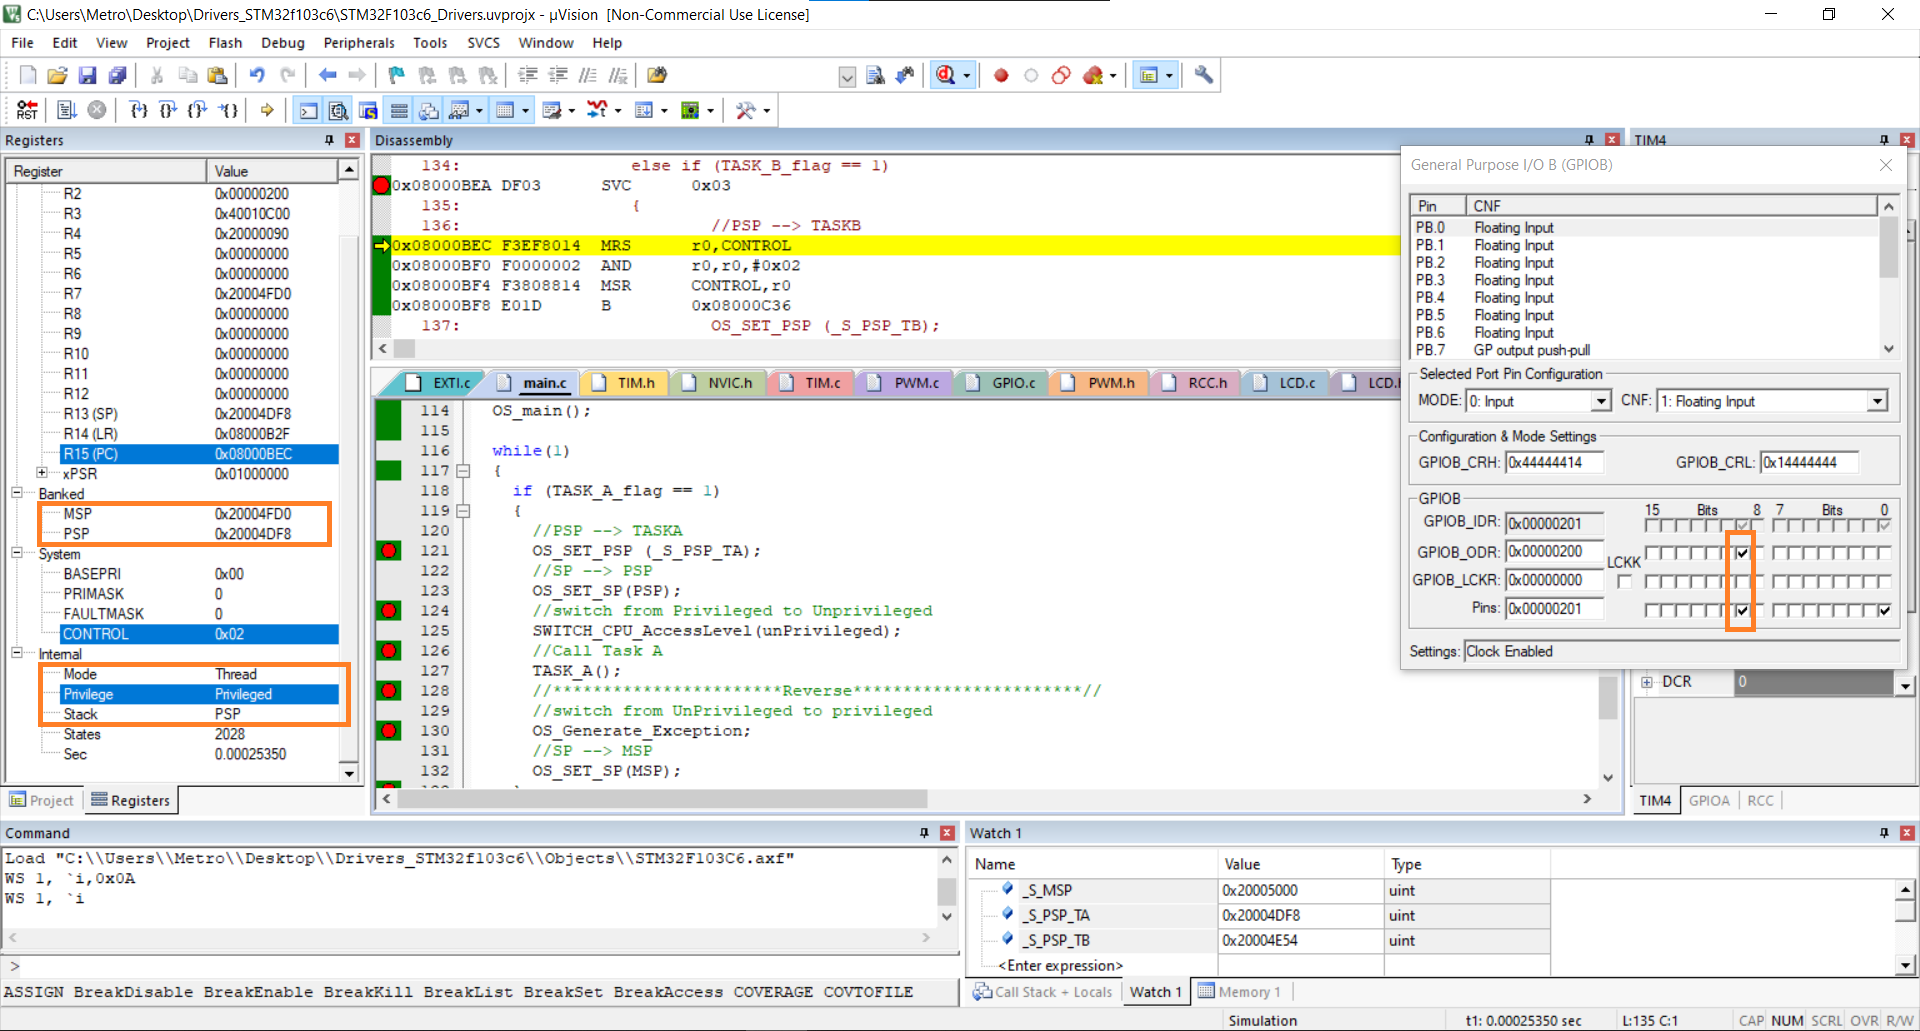 C:\Users\Metro\Desktop\Drivers_STM32f103c6\STM32F103C6_Drivers.uvprojx - µVision  [Non-Commercial Use License]
File Edit View Project Flash Debug Peripherals Tools SVCS Window Help
RST
Registers
Register Value
R2 0x00000200
R3 0x40010C00
R4 0x20000090
R5 0x00000000
R6 0x00000000
R7 0x20004FD0
R8 0x00000000
R9 0x00000000
R10 0x00000000
R11 0x00000000
R12 0x00000000
R13 (SP) 0x20004DF8
R14 (LR) 0x08000B2F
R15 (PC) 0x08000BEC
xPSR 0x01000000
Banked
MSP 0x20004FD0
PSP 0x20004DF8
System
BASEPRI 0x00
PRIMASK 0
FAULTMASK 0
CONTROL 0x02
Internal
Mode Thread
Privilege Privileged
Stack PSP
States 2028
Sec 0.00025350
Project Registers
Disassembly
134: else if (TASK_B_flag == 1)
0x08000BEA DF03 SVC 0x03
135: {
136: //PSP --> TASKB
0x08000BEC F3EF8014 MRS r0,CONTROL
0x08000BF0 F0000002 AND r0,r0,#0x02
0x08000BF4 F3808814 MSR CONTROL,r0
0x08000BF8 E01D B 0x08000C36
137: OS_SET_PSP (_S_PSP_TB);
EXTI.c main.c TIM.h NVIC.h TIM.c PWM.c GPIO.c PWM.h RCC.h LCD.c LCD.h
114 OS_main();
115
116 while(1)
117 {
118 if (TASK_A_flag == 1)
119 {
120 //PSP --> TASKA
121 OS_SET_PSP (_S_PSP_TA);
122 //SP --> PSP
123 OS_SET_SP(PSP);
124 //switch from Privileged to Unprivileged
125 SWITCH_CPU_AccessLevel(unPrivileged);
126 //Call Task A
127 TASK_A();
128 //***********************Reverse***********************//
129 //switch from UnPrivileged to privileged
130 OS_Generate_Exception;
131 //SP --> MSP
132 OS_SET_SP(MSP);
TIM4
General Purpose I/O B (GPIOB)
Pin CNF
PB.0 Floating Input
PB.1 Floating Input
PB.2 Floating Input
PB.3 Floating Input
PB.4 Floating Input
PB.5 Floating Input
PB.6 Floating Input
PB.7 GP output push-pull
Selected Port Pin Configuration
MODE: 0: Input CNF: 1: Floating Input
Configuration & Mode Settings
GPIOB_CRH: 0x44444414 GPIOB_CRL: 0x14444444
GPIOB
15 Bits 8 7 Bits 0
GPIOB_IDR: 0x00000201
GPIOB_ODR: 0x00000200
LCKK
GPIOB_LCKR: 0x00000000
Pins: 0x00000201
Settings: Clock Enabled
DCR 0
TIM4 GPIOA RCC
Command
Load "C:\\Users\\Metro\\Desktop\\Drivers_STM32f103c6\\Objects\\STM32F103C6.axf"
WS 1, `i,0x0A
WS 1, `i
>
ASSIGN BreakDisable BreakEnable BreakKill BreakList BreakSet BreakAccess COVERAGE COVTOFILE
Watch 1
Name Value Type
_S_MSP 0x20005000 uint
_S_PSP_TA 0x20004DF8 uint
_S_PSP_TB 0x20004E54 uint
<Enter expression>
Call Stack + Locals Watch 1 Memory 1
Simulation t1: 0.00025350 sec L:135 C:1 CAP NUM SCRL OVR R/W